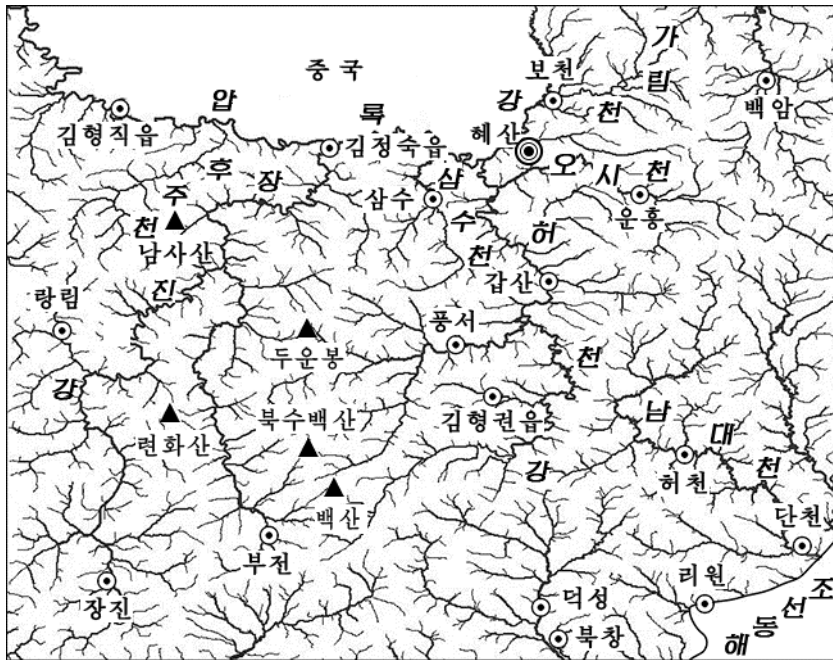 중국
보천
가림천
백암
압록강
김형직읍
혜산
김정숙읍
오시천
삼수천
후주천
장진강
삼수
운흥
남사산
허천강
갑산
랑림
풍서
두운봉
김형권읍
남대천
북수백산
련화산
허천
백산
단천
부전
장진
리원
덕성
북창
조선동해